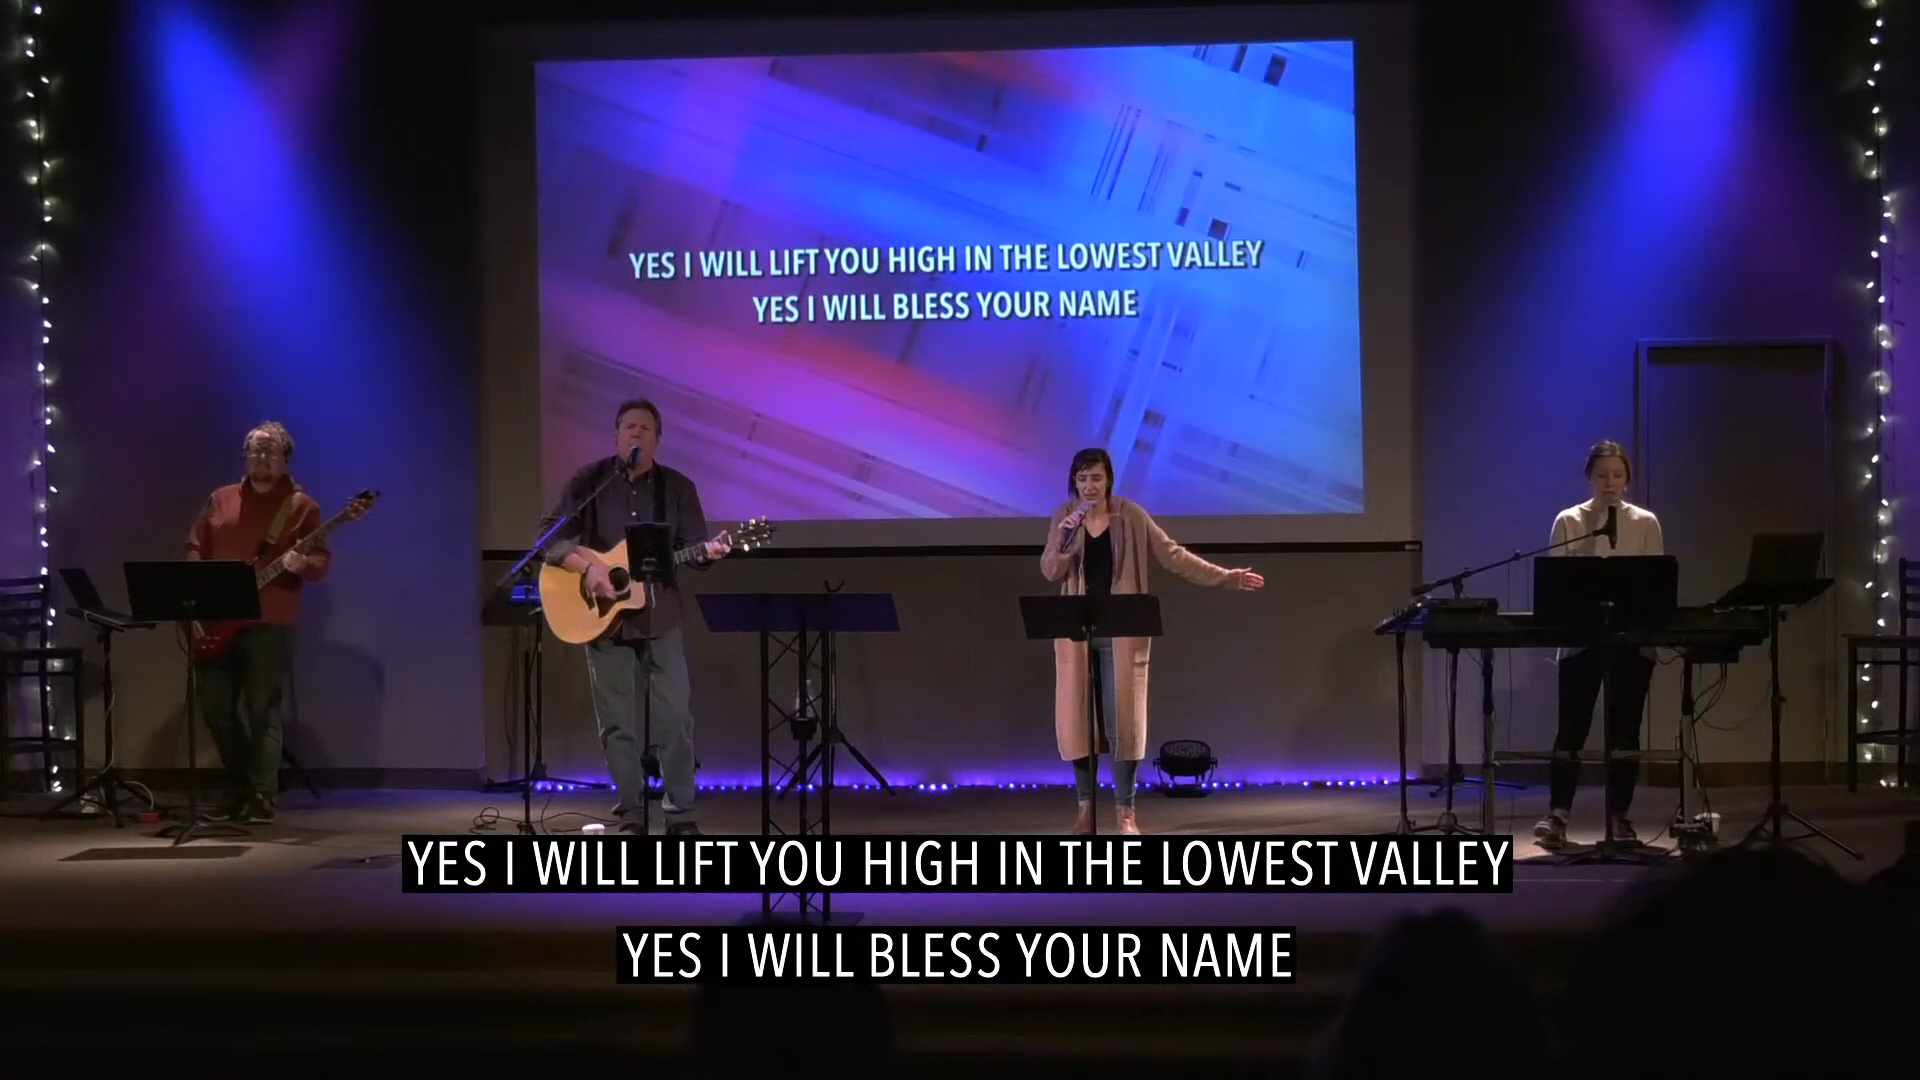 YES I WILL LIFT YOU HIGH IN THE LOWEST VALLEY
YES I WILL BLESS YOUR NAME
YES I WILL LIFT YOU HIGH IN THE LOWEST VALLEY
YES I WILL BLESS YOUR NAME